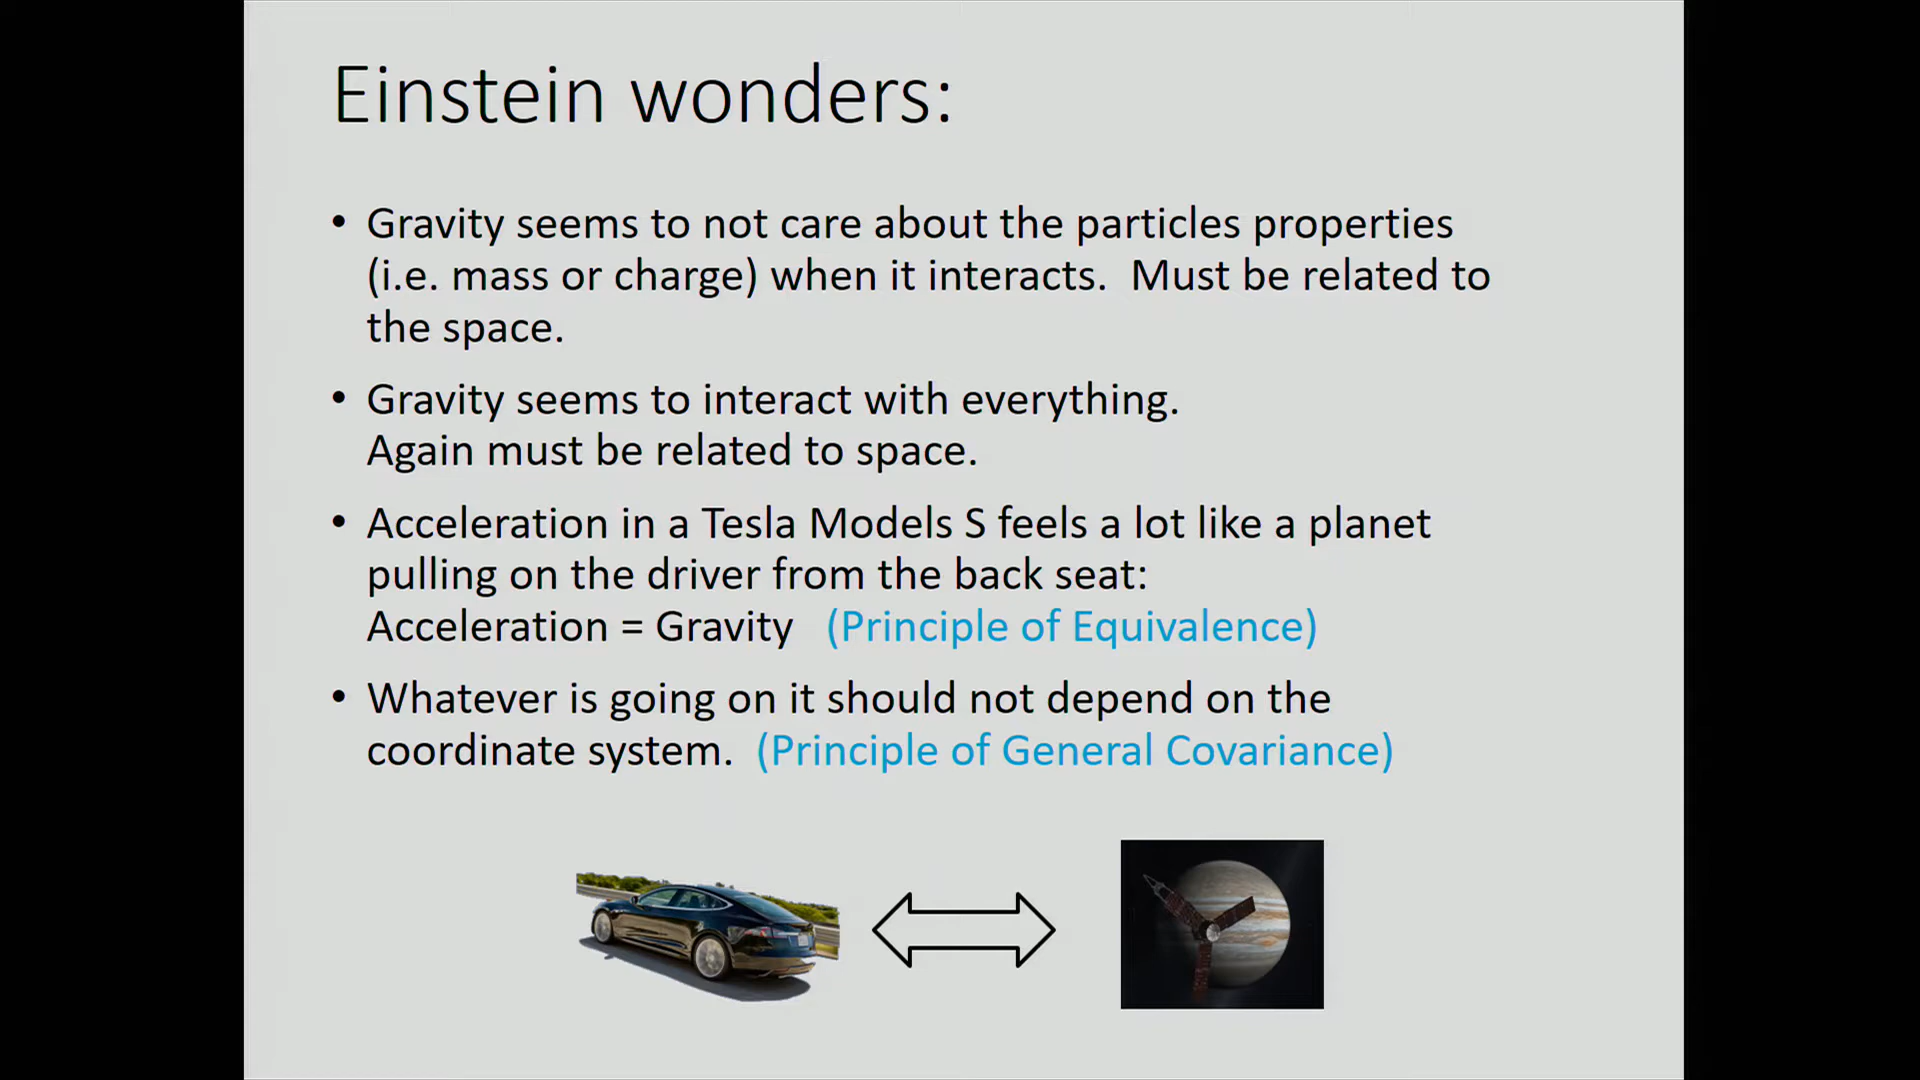 Einstein wonders:
• Gravity seems to not care about the particles properties
(i.e. mass or charge) when it interacts.  Must be related to
the space.
• Gravity seems to interact with everything.
Again must be related to space.
• Acceleration in a Tesla Models S feels a lot like a planet
pulling on the driver from the back seat:
Acceleration = Gravity   (Principle of Equivalence)
• Whatever is going on it should not depend on the
coordinate system.  (Principle of General Covariance)